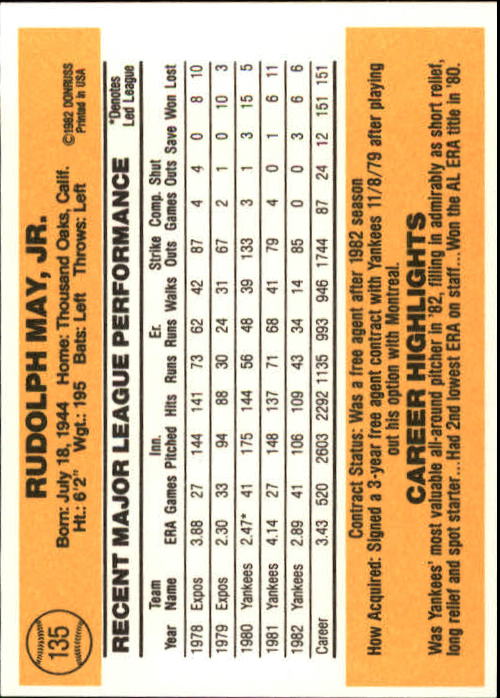 135
RUDOLPH MAY, JR.
Born: July 18, 1944 Home: Thousand Oaks, Calif.
Ht.: 6'2" Wgt.: 195 Bats: Left Throws: Left
©1982 DONRUSS
Printed in USA
RECENT MAJOR LEAGUE PERFORMANCE
*Denotes
Led League
Team Inn. Er. Strike Comp. Shut
Year Name ERA Games Pitched Hits Runs Runs Walks Outs Games Outs Save Won Lost
1978 Expos 3.88 27 144 141 73 62 42 87 4 4 0 8 10
1979 Expos 2.30 33 94 88 30 24 31 67 2 1 0 10 3
1980 Yankees 2.47* 41 175 144 56 48 39 133 3 1 3 15 5
1981 Yankees 4.14 27 148 137 71 68 41 79 4 0 1 6 11
1982 Yankees 2.89 41 106 109 43 34 14 85 0 0 3 6 6
Career 3.43 520 2603 2292 1135 993 946 1744 87 24 12 151 151
Contract Status: Was a free agent after 1982 season
How Acquired: Signed a 3-year free agent contract with Yankees 11/8/79 after playing
out his option with Montreal.
CAREER HIGHLIGHTS
Was Yankees' most valuable all-around pitcher in '82, filling in admirably as short relief,
long relief and spot starter...Had 2nd lowest ERA on staff...Won the AL ERA title in '80.